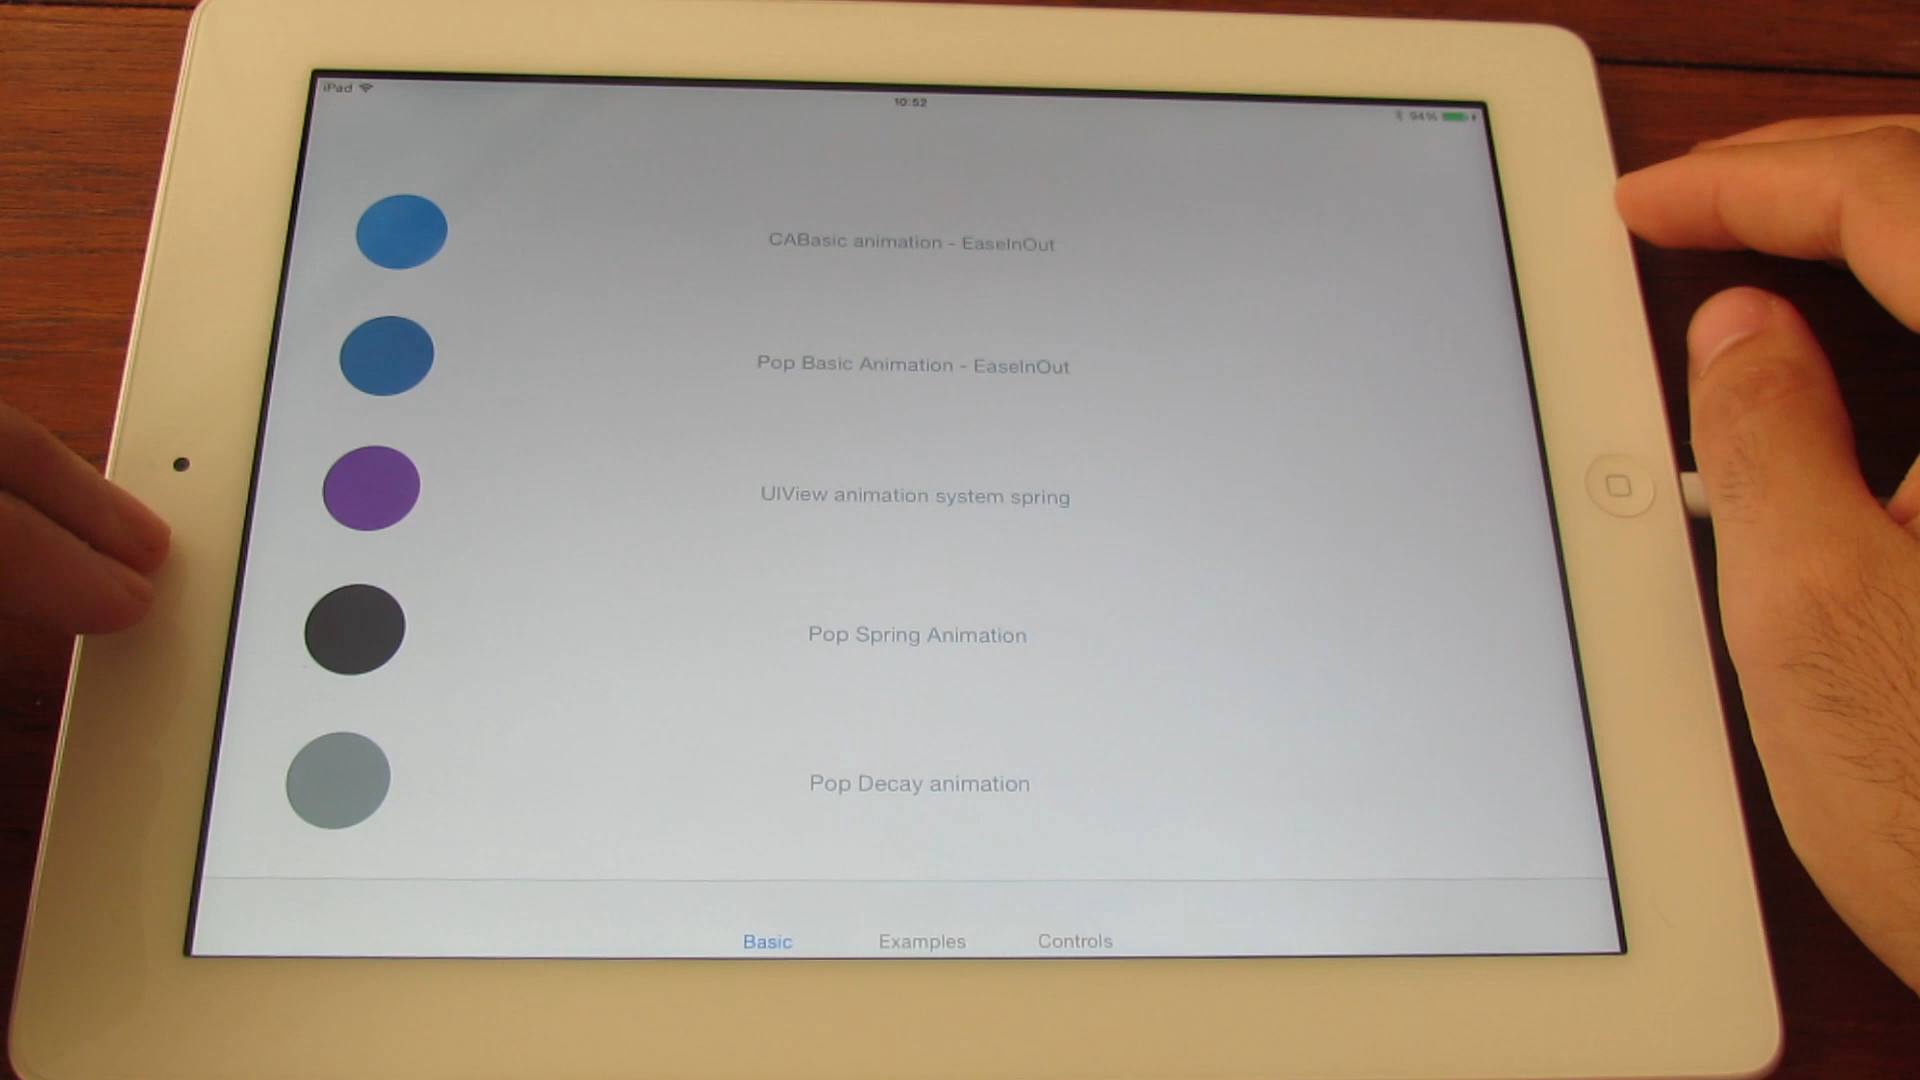 iPad
10:52
94%
CABasic animation - EaseInOut
Pop Basic Animation - EaseInOut
UIView animation system spring
Pop Spring Animation
Pop Decay animation
Basic Examples Controls